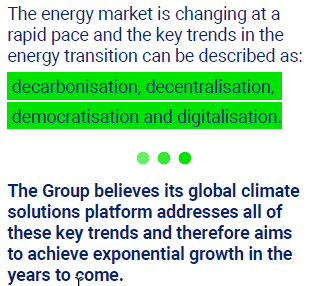 The energy market is changing at a
rapid pace and the key trends in the
energy transition can be described as:
decarbonisation, decentralisation,
democratisation and digitalisation.
The Group believes its global climate
solutions platform addresses all of
these key trends and therefore aims
to achieve exponential growth in the
years to come.